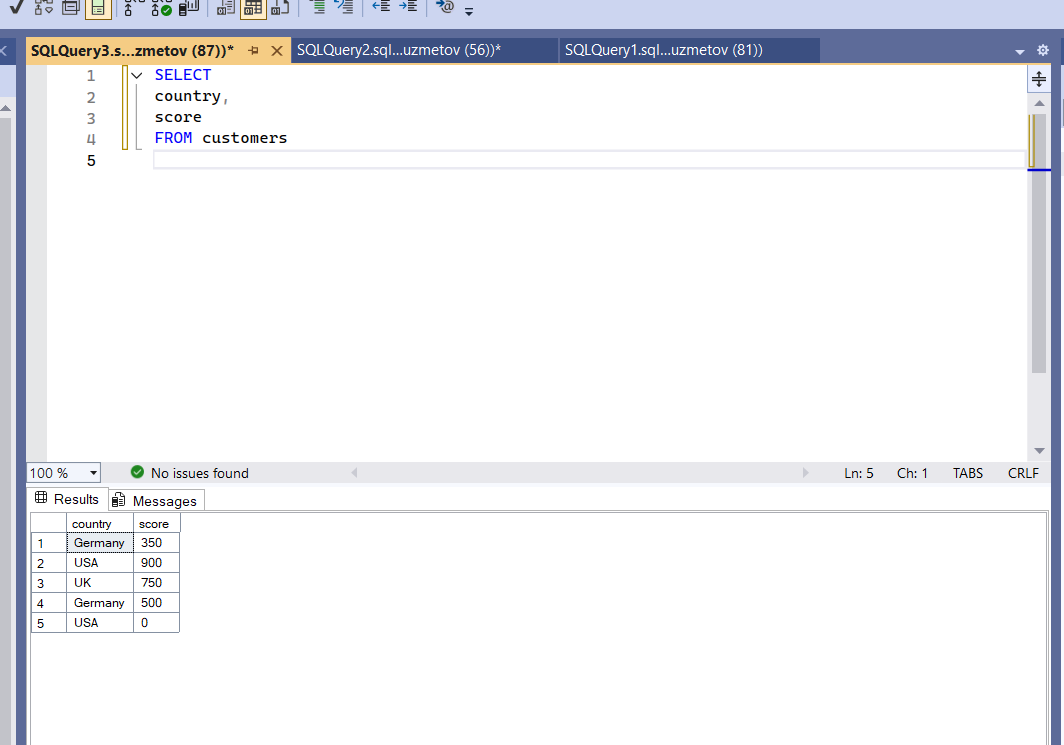 SQLQuery3.s...zmetov (87))* SQLQuery2.sql...uzmetov (56))* SQLQuery1.sql...uzmetov (81))
1 SELECT
2 country,
3 score
4 FROM customers
5
100 % No issues found Ln: 5 Ch: 1 TABS CRLF
Results Messages
country score
1 Germany 350
2 USA 900
3 UK 750
4 Germany 500
5 USA 0